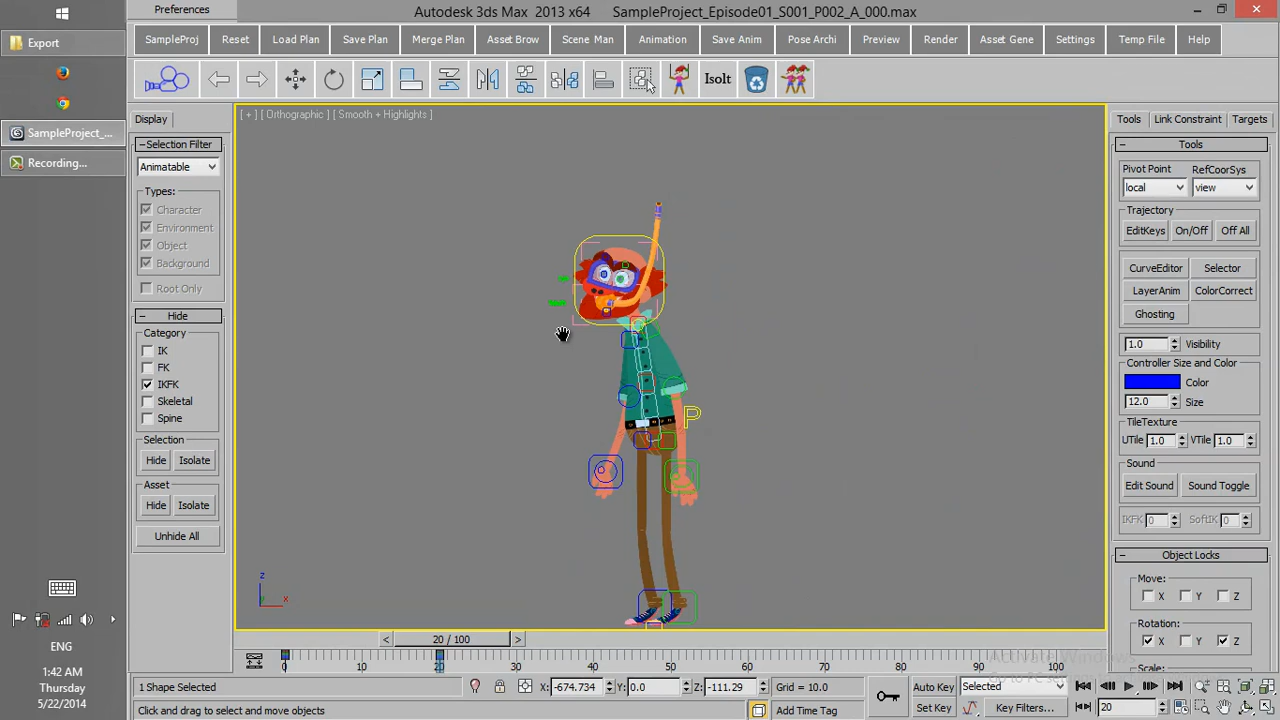 Preferences
Autodesk 3ds Max 2013 x64 SampleProject_Episode01_S001_P002_A_000.max
Export
SampleProject_...
Recording...
SampleProj Reset Load Plan Save Plan Merge Plan Asset Brow Scene Man Animation Save Anim Pose Archi Preview Render Asset Gene Settings Temp File Help
Isolt
Display
Selection Filter
Animatable
Types:
Character
Environment
Object
Background
Root Only
Hide
Category
IK
FK
IKFK
Skeletal
Spine
Selection
Hide Isolate
Asset
Hide Isolate
Unhide All
[ + ] [ Orthographic ] [ Smooth + Highlights ]
P
z
x
Tools Link Constraint Targets
Tools
Pivot Point RefCoorSys
local view
Trajectory
EditKeys On/Off Off All
CurveEditor Selector
LayerAnim ColorCorrect
Ghosting
1.0 Visibility
Controller Size and Color
Color
12.0 Size
TileTexture
UTile 1.0 VTile 1.0
Sound
Edit Sound Sound Toggle
IKFK 0 SoftIK 0
Object Locks
Move: X Y Z
Rotation: X Y Z
Scale:
Activate Windows
< 20 / 100 >
0 10 20 30 40 50 60 70 80 90 100
1 Shape Selected X: -674.734 Y: 0.0 Z: -111.29 Grid = 10.0 Auto Key Selected
Click and drag to select and move objects Add Time Tag Set Key Key Filters... 20
ENG
1:42 AM
Thursday
5/22/2014